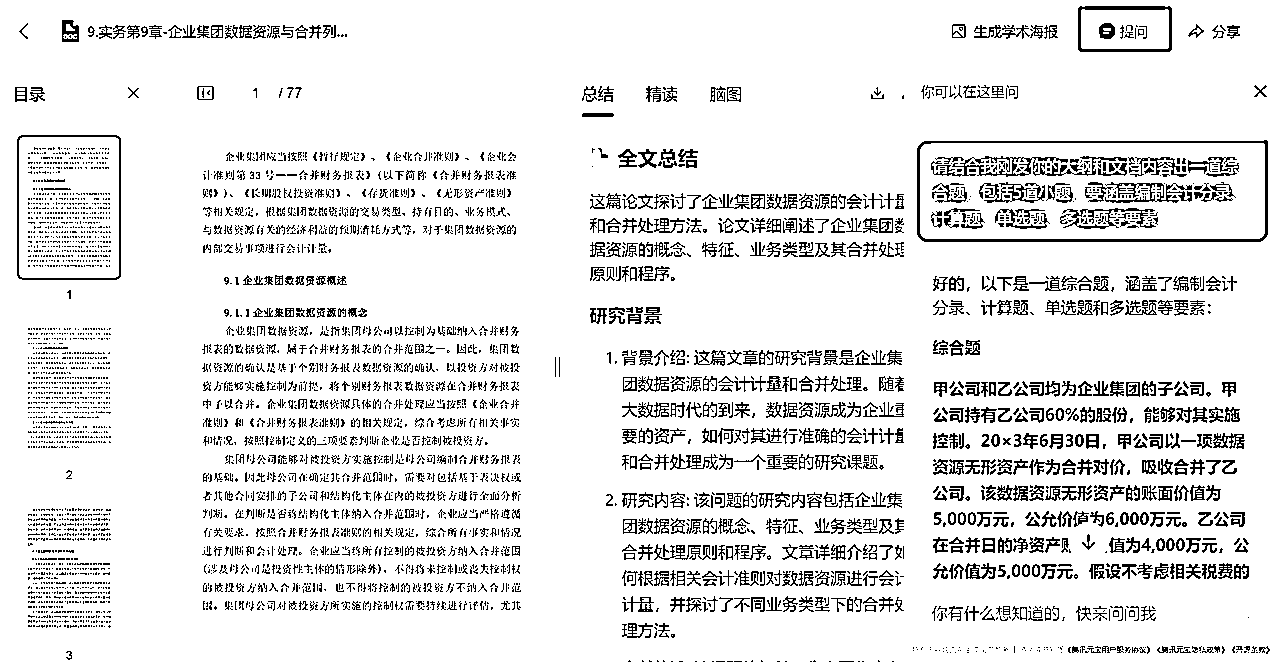 9.实务第9章-企业集团数据资源与合并列...
生成学术海报
提问
分享
目录
1 / 77
1
2
3
企业集团应当按照《暂行规定》、《企业合并准则》、《企业会
计准则第 33 号——合并财务报表》(以下简称《合并财务报表准
则》)、《长期股权投资准则》、《存货准则》、《无形资产准则》
等相关规定，根据集团数据资源的交易类型、持有目的、业务模式、
与数据资源有关的经济利益的预期消耗方式等，对于集团数据资源的
内部交易事项进行会计计量。
9.1 企业集团数据资源概述
9.1.1 企业集团数据资源的概念
企业集团数据资源，是指集团母公司以控制为基础纳入合并财务
报表的数据资源，属于合并财务报表的合并范围之一。因此，集团数
据资源的确认是基于个别财务报表数据资源的确认，以投资方对被投
资方能够实施控制为前提，将个别财务报表数据资源在合并财务报表
中予以合并。企业集团数据资源具体的合并处理应当按照《企业合并
准则》和《合并财务报表准则》的相关规定，综合考虑所有相关事实
和情况，按照控制定义的三项要素判断企业是否控制被投资方。
集团母公司能够对被投资方实施控制是母公司编制合并财务报表
的基础。因此母公司在确定其合并范围时，需要对包括基于表决权或
者其他合同安排的子公司和结构化主体在内的被投资方进行全面分析
判断。在判断是否将结构化主体纳入合并范围时，企业应当严格遵循
有关要求，按照合并财务报表准则的相关规定，综合所有事实和情况
进行判断和会计处理。企业应当将所有控制的被投资方纳入合并范围
(涉及母公司是投资性主体的情形除外)，不得将未控制或丧失控制权
的被投资方纳入合并范围，也不得将控制的被投资方不纳入合并范
围。集团母公司对被投资方所实施的控制权需要持续进行评估，尤其
总结 精读 脑图
全文总结
这篇论文探讨了企业集团数据资源的会计计量
和合并处理方法。论文详细阐述了企业集团数
据资源的概念、特征、业务类型及其合并处理
原则和程序。
研究背景
1. 背景介绍: 这篇文章的研究背景是企业集
团数据资源的会计计量和合并处理。随着
大数据时代的到来，数据资源成为企业重
要的资产，如何对其进行准确的会计计量
和合并处理成为一个重要的研究课题。
2. 研究内容: 该问题的研究内容包括企业集
团数据资源的概念、特征、业务类型及其
合并处理原则和程序。文章详细介绍了如
何根据相关会计准则对数据资源进行会计
计量，并探讨了不同业务类型下的合并处
理方法。
你可以在这里问
请结合我刚发你的大纲和文档内容出一道综
合题，包括5道小题，要涵盖编制会计分录、
计算题、单选题、多选题等要素
好的，以下是一道综合题，涵盖了编制会计
分录、计算题、单选题和多选题等要素：
综合题
甲公司和乙公司均为企业集团的子公司。甲
公司持有乙公司60%的股份，能够对其实施
控制。20×3年6月30日，甲公司以一项数据
资源无形资产作为合并对价，吸收合并了乙
公司。该数据资源无形资产的账面价值为
5,000万元，公允价值为6,000万元。乙公司
在合并日的净资产账 值为4,000万元，公
允价值为5,000万元。假设不考虑相关税费的
你有什么想知道的，快来问问我
《腾讯元宝用户服务协议》《腾讯元宝隐私政策》